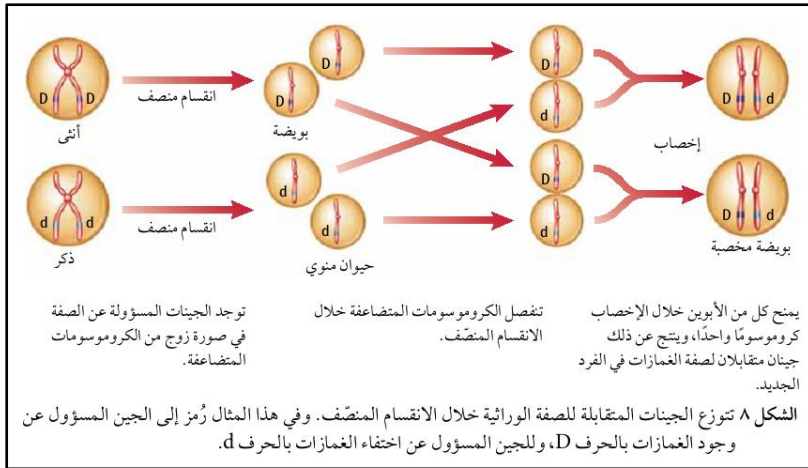 D D
أنثى
انقسام منصف
D
D
بويضة
D
d
إخصاب
D d
d d
ذكر
انقسام منصف
d
d
حيوان منوي
D
d
D d
بويضة مخصبة
توجد الجينات المسؤولة عن الصفة
في صورة زوج من الكروموسومات
المتضاعفة.
تنفصل الكروموسومات المتضاعفة خلال
الانقسام المنصّف.
يمنح كل من الأبوين خلال الإخصاب
كروموسومًا واحدًا، وينتج عن ذلك
جينان متقابلان لصفة الغمازات في الفرد
الجديد.
الشكل ٨ تتوزع الجينات المتقابلة للصفة الوراثية خلال الانقسام المنصّف. وفي هذا المثال رُمز إلى الجين المسؤول عن
وجود الغمازات بالحرف D، وللجين المسؤول عن اختفاء الغمازات بالحرف d.